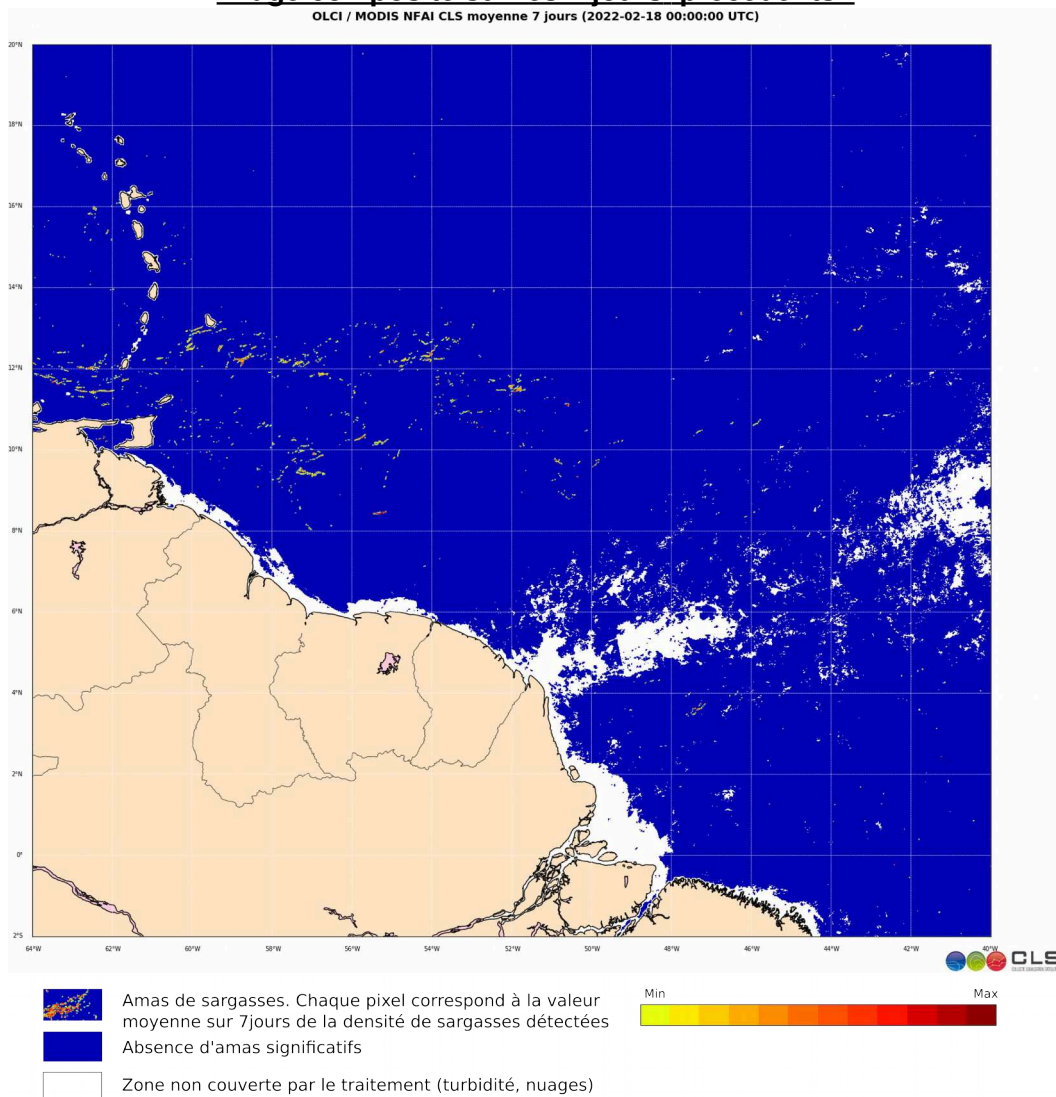 OLCI / MODIS NFAI CLS moyenne 7 jours (2022-02-18 00:00:00 UTC)
20°N
18°N
16°N
14°N
12°N
10°N
8°N
6°N
4°N
2°N
0°
2°S
64°W 62°W 60°W 58°W 56°W 54°W 52°W 50°W 48°W 46°W 44°W 42°W 40°W
CLS
Amas de sargasses. Chaque pixel correspond à la valeur
moyenne sur 7jours de la densité de sargasses détectées
Min Max
Absence d'amas significatifs
Zone non couverte par le traitement (turbidité, nuages)